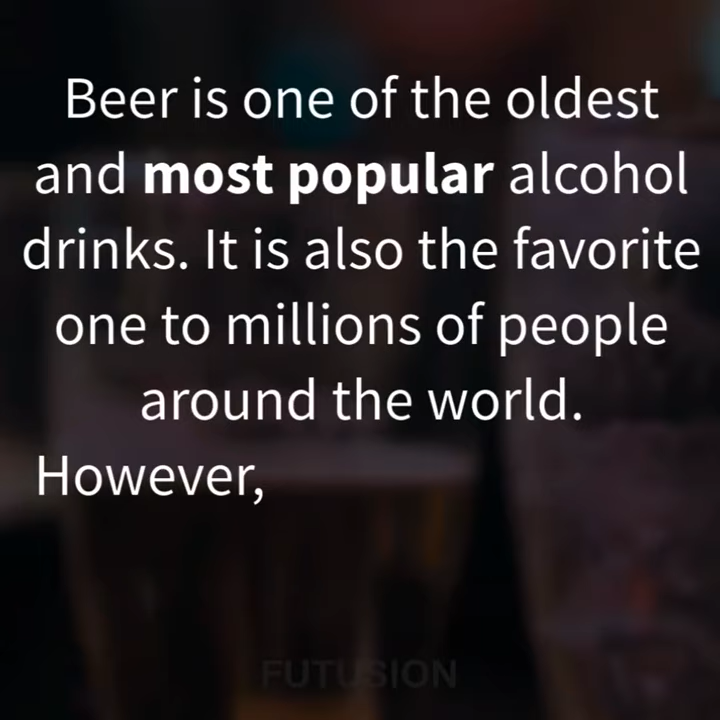 Beer is one of the oldest
and most popular alcohol
drinks. It is also the favorite
one to millions of people
around the world.
However,
FUTUSION